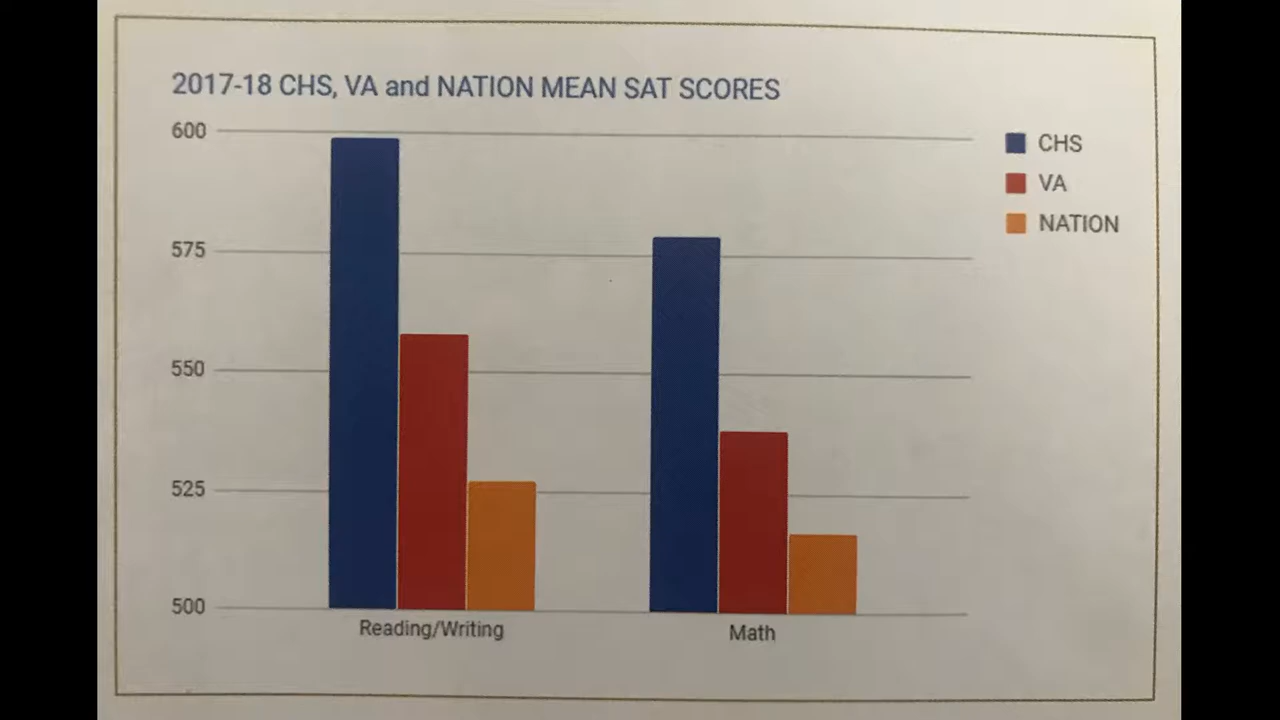 2017-18 CHS, VA and NATION MEAN SAT SCORES
600
575
550
525
500
CHS
VA
NATION
Reading/Writing
Math